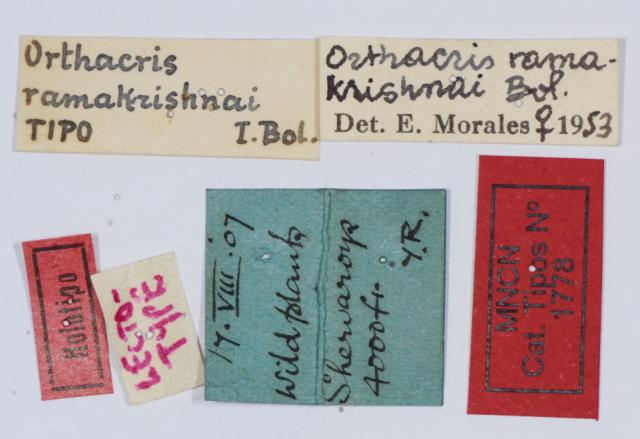 Orthacris
ramakrishnai
TIPO I. Bol.
Orthacris rama-
krishnai Bol.
Det. E. Morales ♀ 1953
Holotipo
LECTO-
TYPE
17. VIII. 07
Wild plants
Shevaroys
4000 ft. Y.R.
MNCN
Cat. Tipos Nº
1778